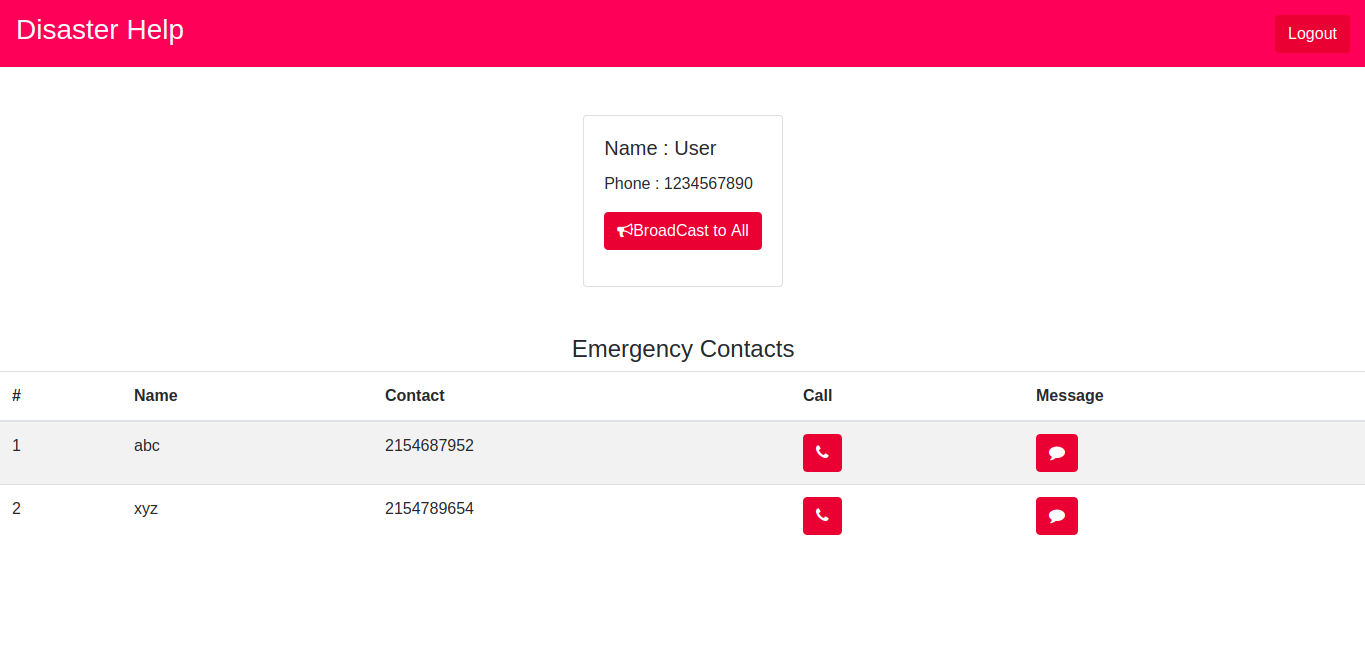 Disaster Help
Logout
Name : User
Phone : 1234567890
BroadCast to All
Emergency Contacts
# Name Contact Call Message
1 abc 2154687952
2 xyz 2154789654